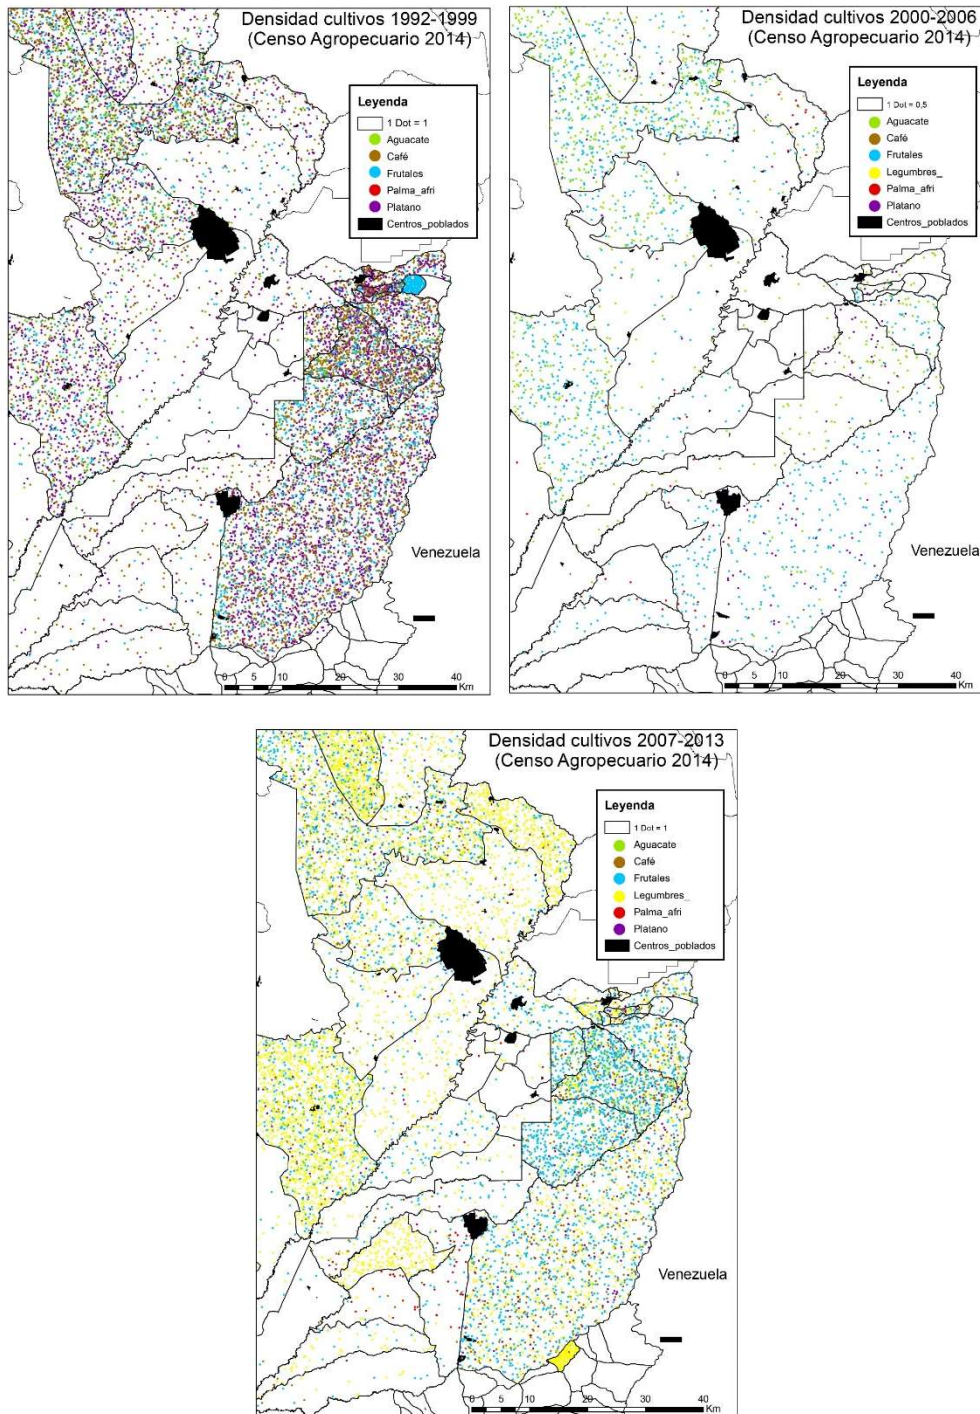 Densidad cultivos 1992-1999
(Censo Agropecuario 2014)
Leyenda
1 Dot = 1
Aguacate
Café
Frutalos
Palma_afri
Platano
Centros_poblados
Venezuela
0 5 10 20 30 40
Km
Densidad cultivos 2000-2006
(Censo Agropecuario 2014)
Leyenda
1 Dot = 0,5
Aguacate
Café
Frutales
Legumbres_
Palma_afri
Platano
Centros_poblados
Venezuela
0 5 10 20 30 40
Km
Densidad cultivos 2007-2013
(Censo Agropecuario 2014)
Leyenda
1 Dot = 1
Aguacate
Café
Frutales
Legumbres_
Palma_afri
Platano
Centros_poblados
Venezuela
0 5 10 20 30 40
Km